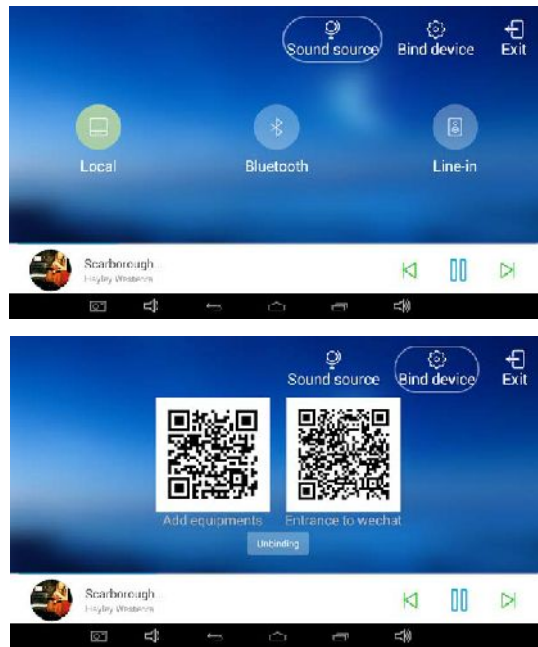 Sound source Bind device Exit
Local Bluetooth Line-in
Scarborough...
Hayley Westenra
Sound source Bind device Exit
Add equipments Entrance to wechat
Unbinding
Scarborough...
Hayley Westenra